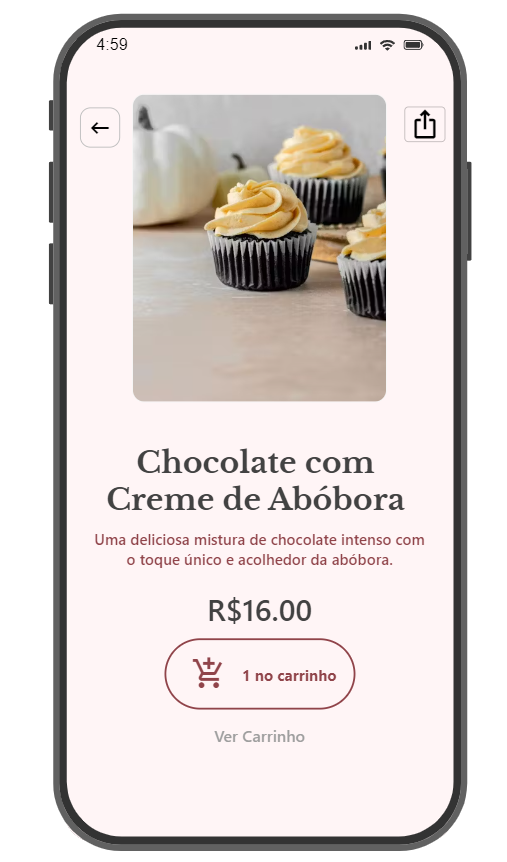 4:59
Chocolate com
Creme de Abóbora
Uma deliciosa mistura de chocolate intenso com
o toque único e acolhedor da abóbora.
R$16.00
1 no carrinho
Ver Carrinho